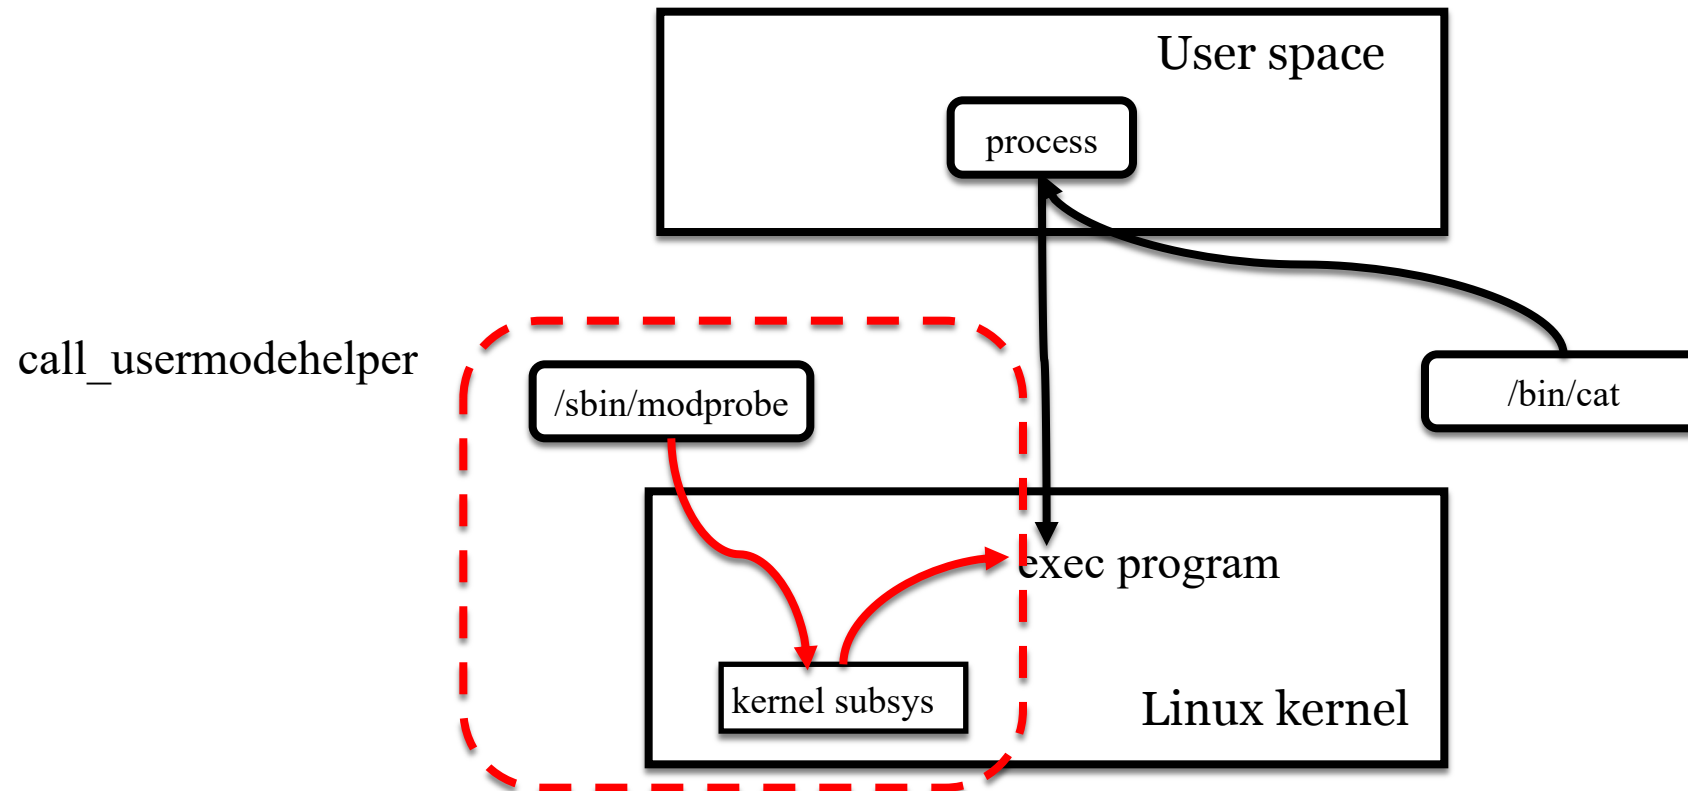 User space
process
call_usermodehelper
/sbin/modprobe
/bin/cat
exec program
kernel subsys
Linux kernel